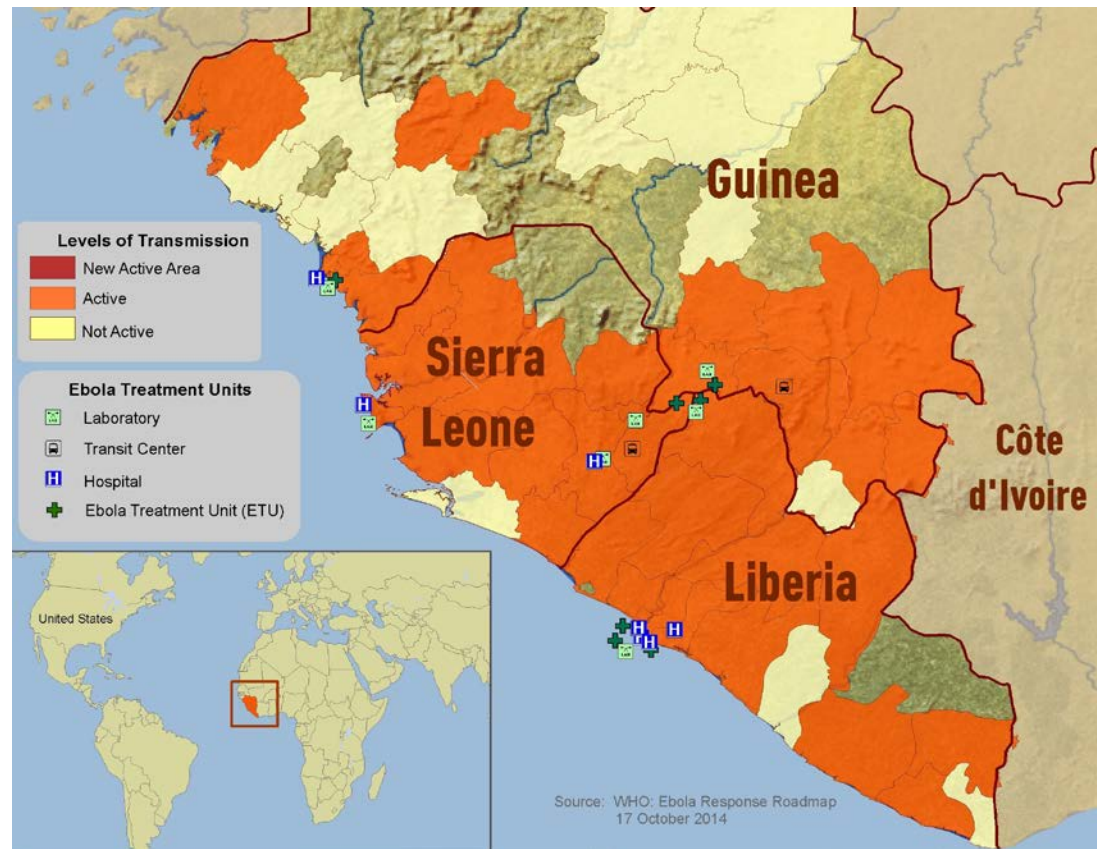 Guinea
Levels of Transmission
New Active Area
Active
Not Active
Sierra
Leone
Ebola Treatment Units
Laboratory
Transit Center
Hospital
Ebola Treatment Unit (ETU)
Côte
d'Ivoire
Liberia
United States
Source: WHO: Ebola Response Roadmap
17 October 2014
H
H
H
H
H
H
H